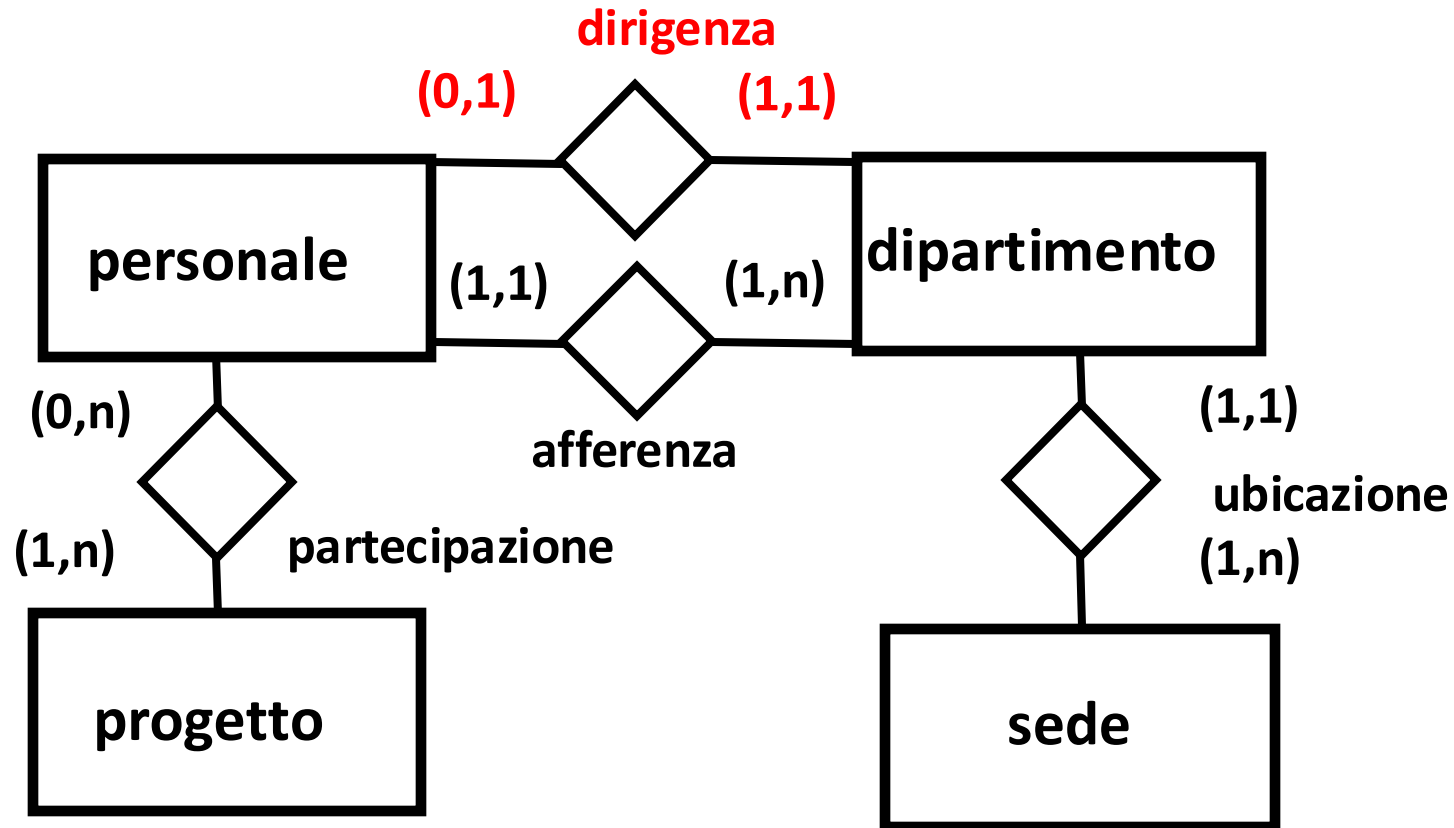 dirigenza
(0,1) (1,1)
personale
dipartimento
(1,1) (1,n)
afferenza
(0,n)
(1,n)
partecipazione
(1,1)
ubicazione
(1,n)
progetto
sede